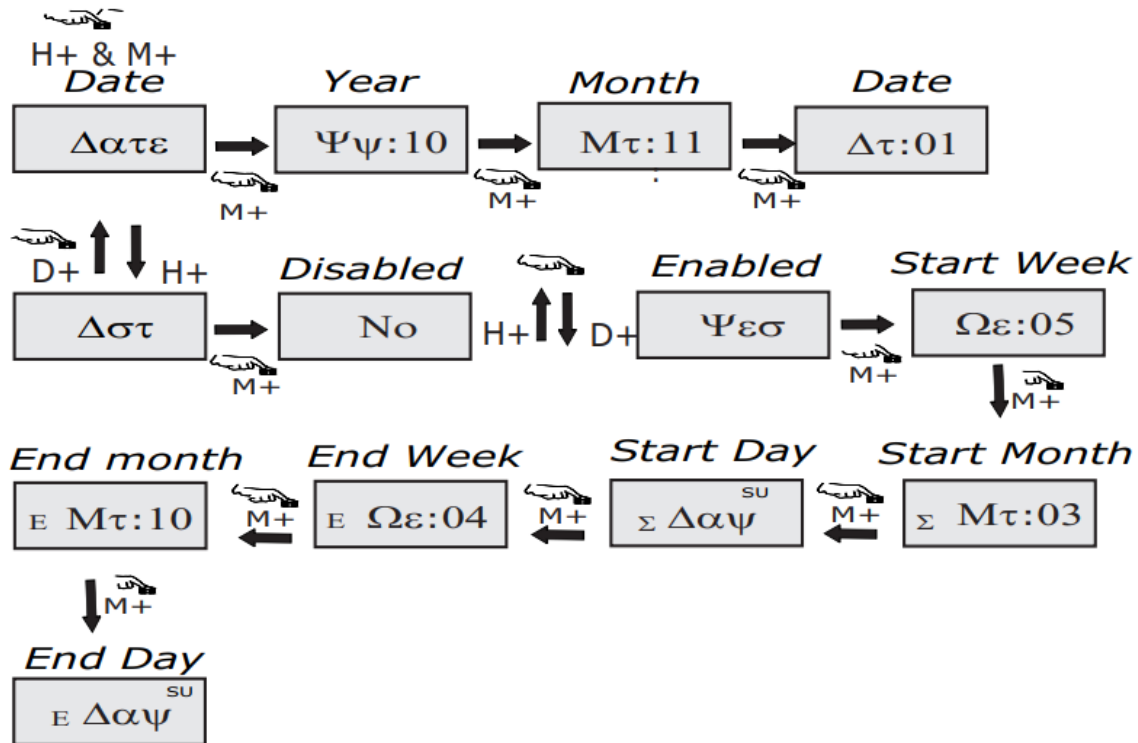 H+ & M+
Date Year Month Date
Δατε Ψψ:10 Μτ:11 Δτ:01
:
M+ M+ M+
D+ H+ Disabled Enabled Start Week
Δστ Νο H+ D+ Ψεσ Ωε:05
M+ M+ M+
End month End Week Start Day Start Month
M+ M+ SU M+
Ε Μτ:10 Ε Ωε:04 Σ Δαψ Σ Μτ:03
M+
End Day
SU
Ε Δαψ